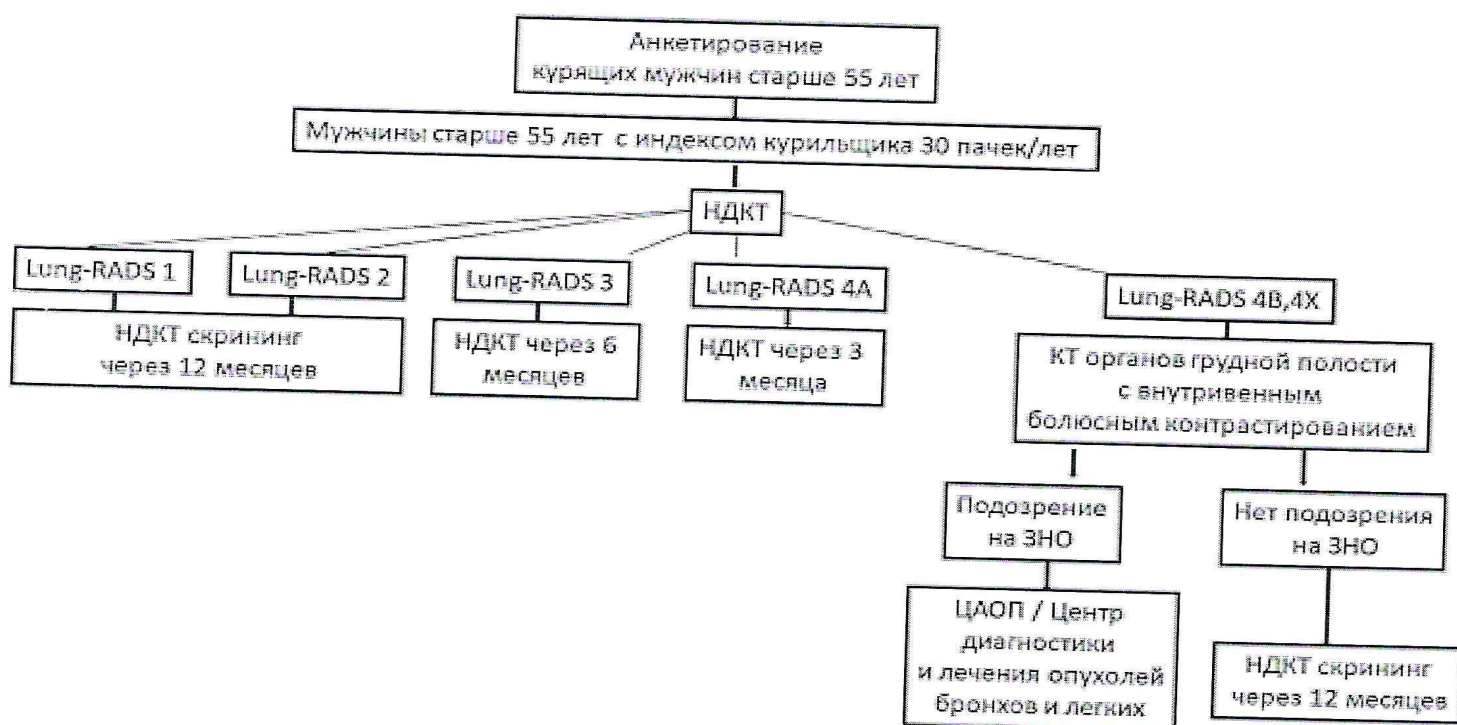 Анкетирование
курящих мужчин старше 55 лет
Мужчины старше 55 лет с индексом курильщика 30 пачек/лет
НДКТ
Lung-RADS 1
Lung-RADS 2
Lung-RADS 3
Lung-RADS 4A
Lung-RADS 4B,4X
НДКТ скрининг
через 12 месяцев
НДКТ через 6
месяцев
НДКТ через 3
месяца
КТ органов грудной полости
с внутривенным
болюсным контрастированием
Подозрение
на ЗНО
Нет подозрения
на ЗНО
ЦАОП / Центр
диагностики
и лечения опухолей
бронхов и легких
НДКТ скрининг
через 12 месяцев